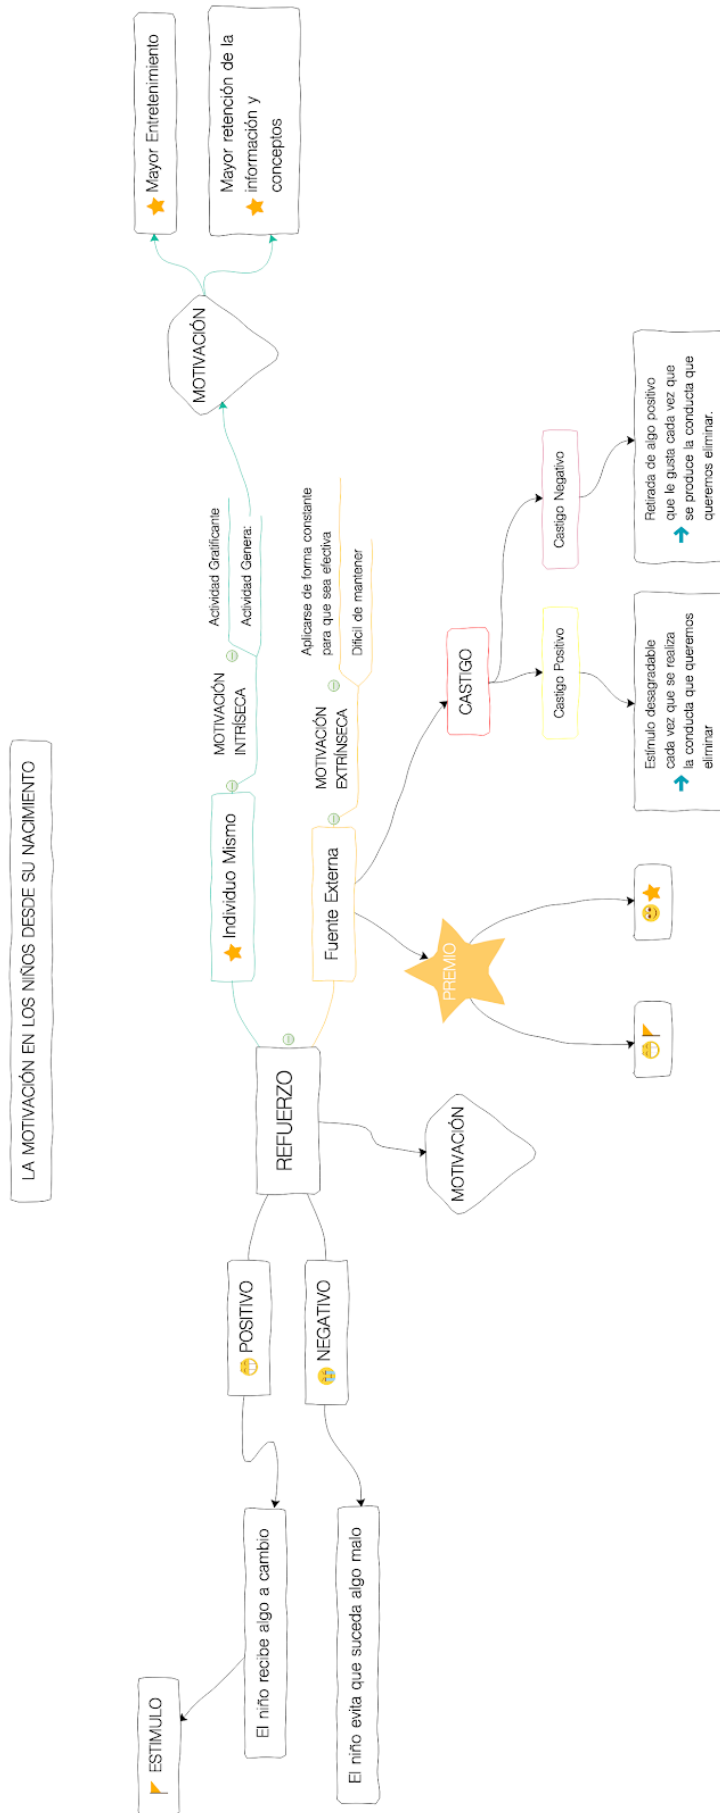 LA MOTIVACIÓN EN LOS NIÑOS DESDE SU NACIMIENTO
ESTIMULO
El niño recibe algo a cambio
El niño evita que suceda algo malo
POSITIVO
NEGATIVO
REFUERZO
MOTIVACIÓN
Individuo Mismo
MOTIVACIÓN
INTRÍSECA
Actividad Gratificante
Actividad Genera:
MOTIVACIÓN
Mayor Entretenimiento
Mayor retención de la
información y
conceptos
Fuente Externa
MOTIVACIÓN
EXTRÍNSECA
Aplicarse de forma constante
para que sea efectiva
Dificil de mantener
PREMIO
CASTIGO
Castigo Positivo
Castigo Negativo
Estímulo desagradable
cada vez que se realiza
la conducta que queremos
eliminar
Retirada de algo positivo
que le gusta cada vez que
se produce la conducta que
queremos eliminar.